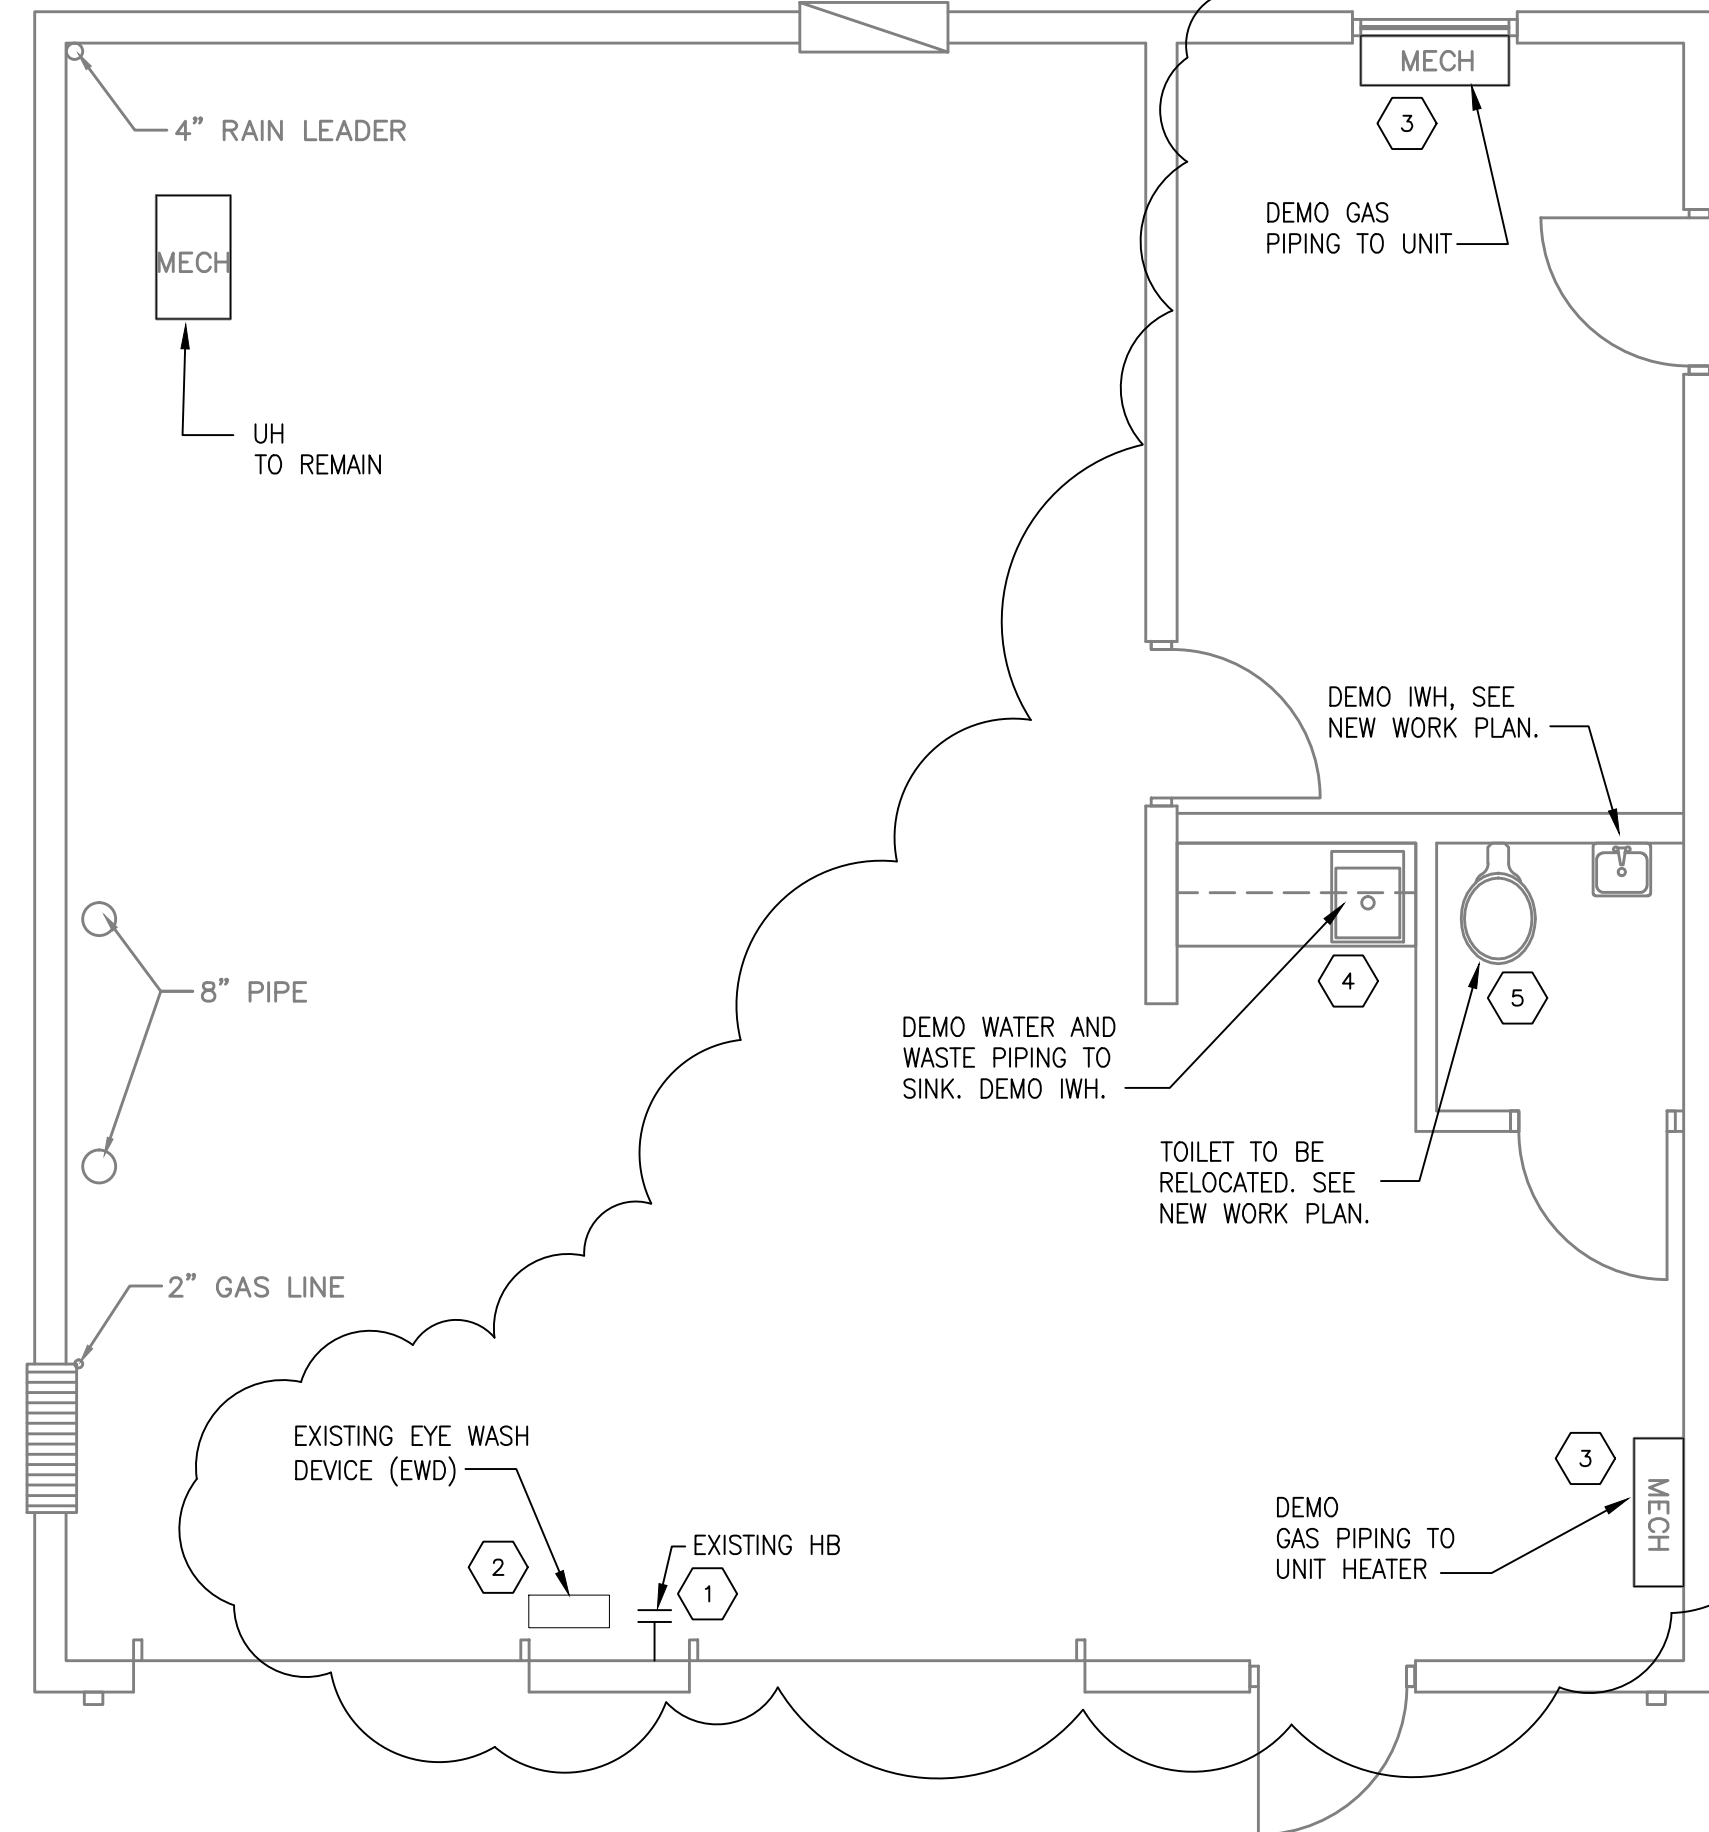 MECH
3
4” RAIN LEADER
DEMO GAS
PIPING TO UNIT
MECH
UH
TO REMAIN
DEMO IWH, SEE
NEW WORK PLAN.
4
5
8” PIPE
DEMO WATER AND
WASTE PIPING TO
SINK. DEMO IWH.
TOILET TO BE
RELOCATED. SEE
NEW WORK PLAN.
2” GAS LINE
EXISTING EYE WASH
DEVICE (EWD)
3
MECH
DEMO
GAS PIPING TO
UNIT HEATER
EXISTING HB
2
1